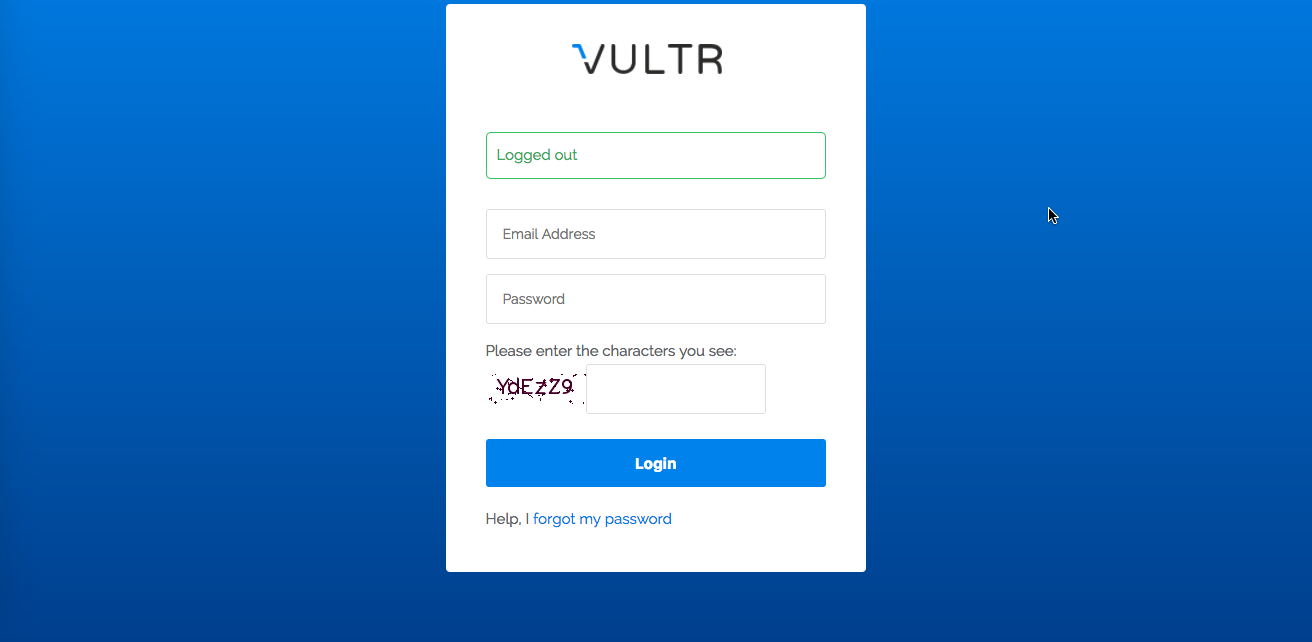 VULTR
Logged out
Email Address
Password
Please enter the characters you see:
YdEZZ9
Login
Help, I forgot my password